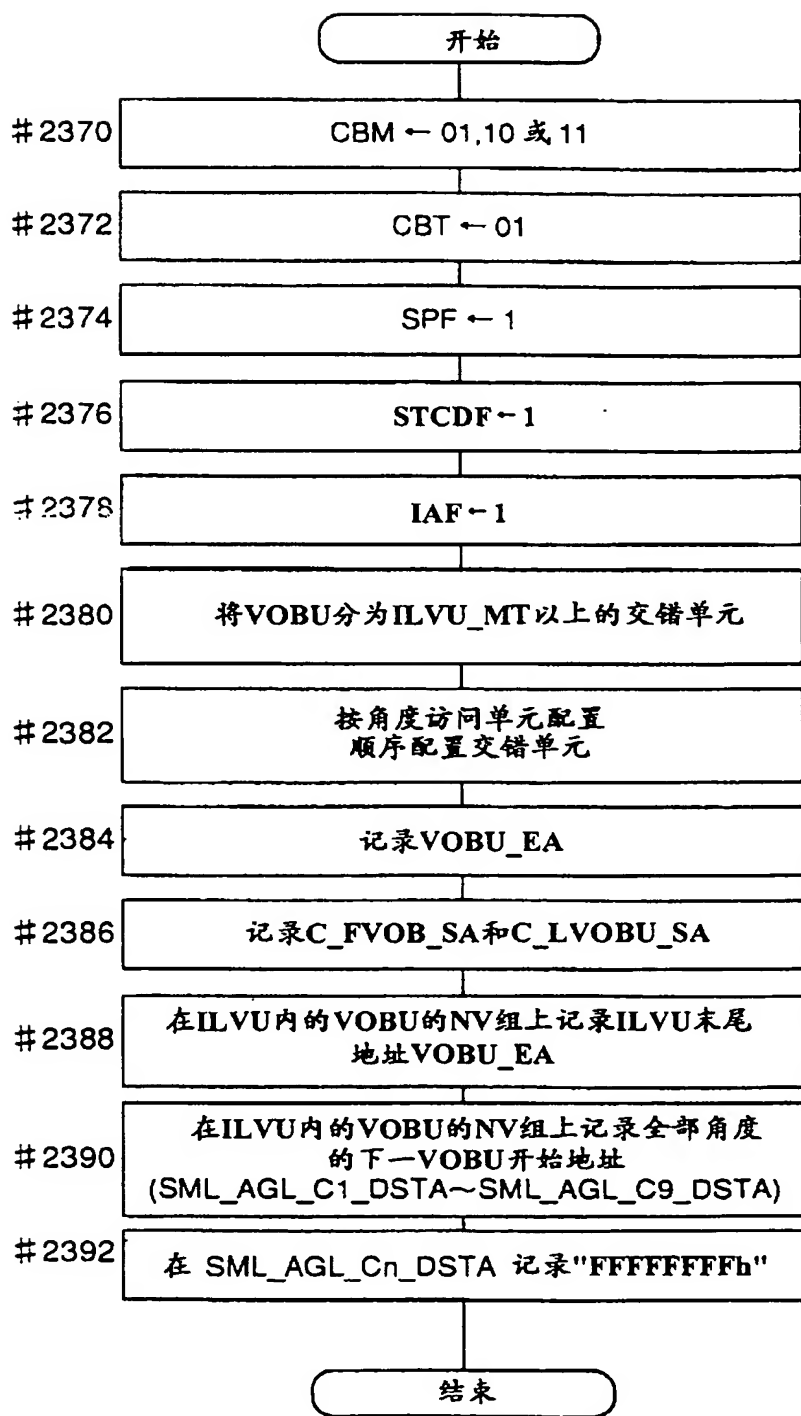 开始
#2370
CBM ← 01,10 或 11
#2372
CBT ← 01
#2374
SPF ← 1
#2376
STCDF ← 1
#2378
IAF ← 1
#2380
将VOBU分为ILVU_MT以上的交错单元
#2382
按角度访问单元配置
顺序配置交错单元
#2384
记录VOBU_EA
#2386
记录C_FVOB_SA和C_LVOBU_SA
#2388
在ILVU内的VOBU的NV组上记录ILVU末尾
地址VOBU_EA
#2390
在ILVU内的VOBU的NV组上记录全部角度
的下一VOBU开始地址
(SML_AGL_C1_DSTA~SML_AGL_C9_DSTA)
#2392
在 SML_AGL_Cn_DSTA 记录"FFFFFFFFh"
结束